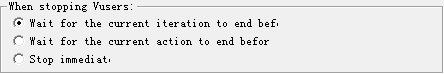 When stopping Vusers:
Wait for the current iteration to end bef
Wait for the current action to end befor
Stop immediat